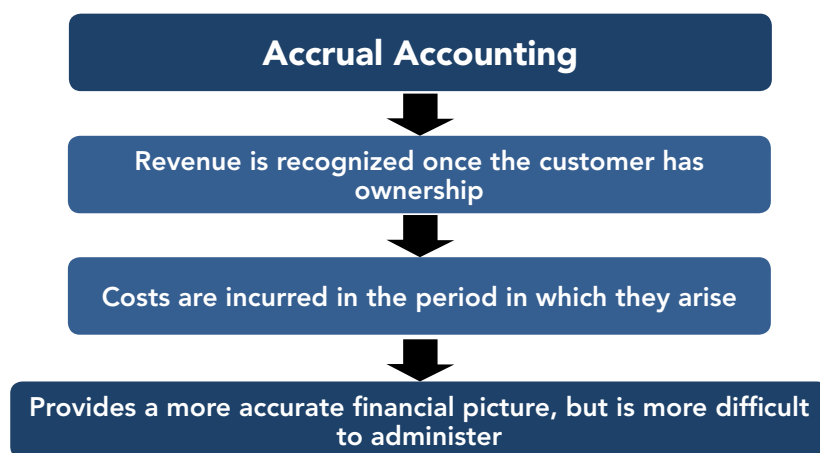 Accrual Accounting
Revenue is recognized once the customer has
ownership
Costs are incurred in the period in which they arise
Provides a more accurate financial picture, but is more difficult
to administer